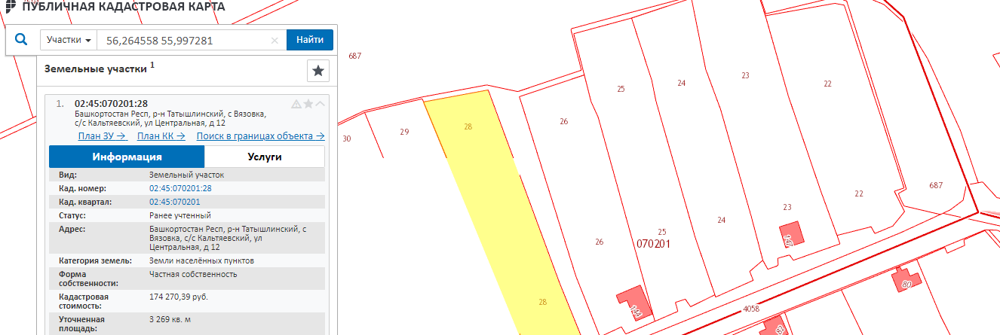 ПУБЛИЧНАЯ КАДАСТРОВАЯ КАРТА
Участки 56,264558 55,997281 × Найти
Земельные участки 1
1. 02:45:070201:28
Башкортостан Респ, р-н Татышлинский, с Вязовка,
с/с Кальтяевский, ул Центральная, д 12
План ЗУ → План КК → Поиск в границах объекта →
Информация Услуги
Вид: Земельный участок
Кад. номер: 02:45:070201:28
Кад. квартал: 02:45:070201
Статус: Ранее учтенный
Адрес: Башкортостан Респ, р-н Татышлинский, с
Вязовка, с/с Кальтяевский, ул
Центральная, д 12
Категория земель: Земли населённых пунктов
Форма Частная собственность
собственности:
Кадастровая 174 270,39 руб.
стоимость:
Уточненная 3 269 кв. м
площадь:
687
30
29
28
28
26
26
25
25
24
24
23
23
22
22
687
070201
147
144
4058
80
82